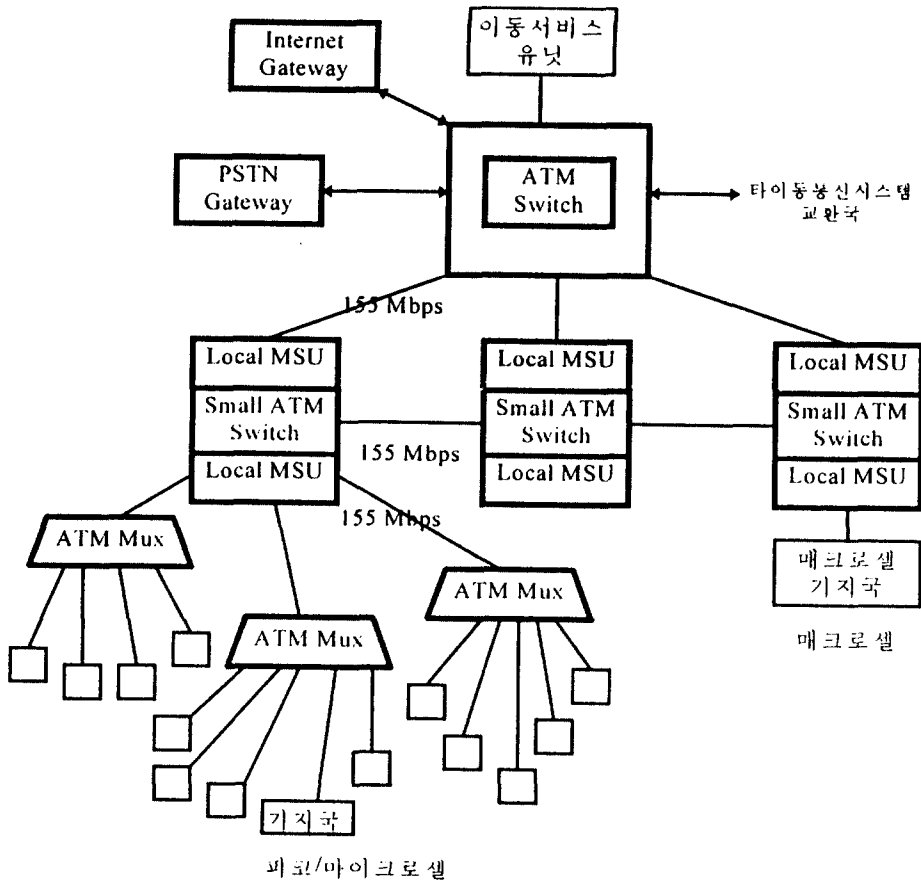 Internet
Gateway
이동서비스
유닛
PSTN
Gateway
ATM
Switch
타이동통신시스템
교환국
155 Mbps
Local MSU
Small ATM
Switch
Local MSU
Local MSU
Small ATM
Switch
Local MSU
Local MSU
Small ATM
Switch
Local MSU
155 Mbps
155 Mbps
ATM Mux
ATM Mux
ATM Mux
매크로셀
기지국
매크로셀
기지국
피코/마이크로셀